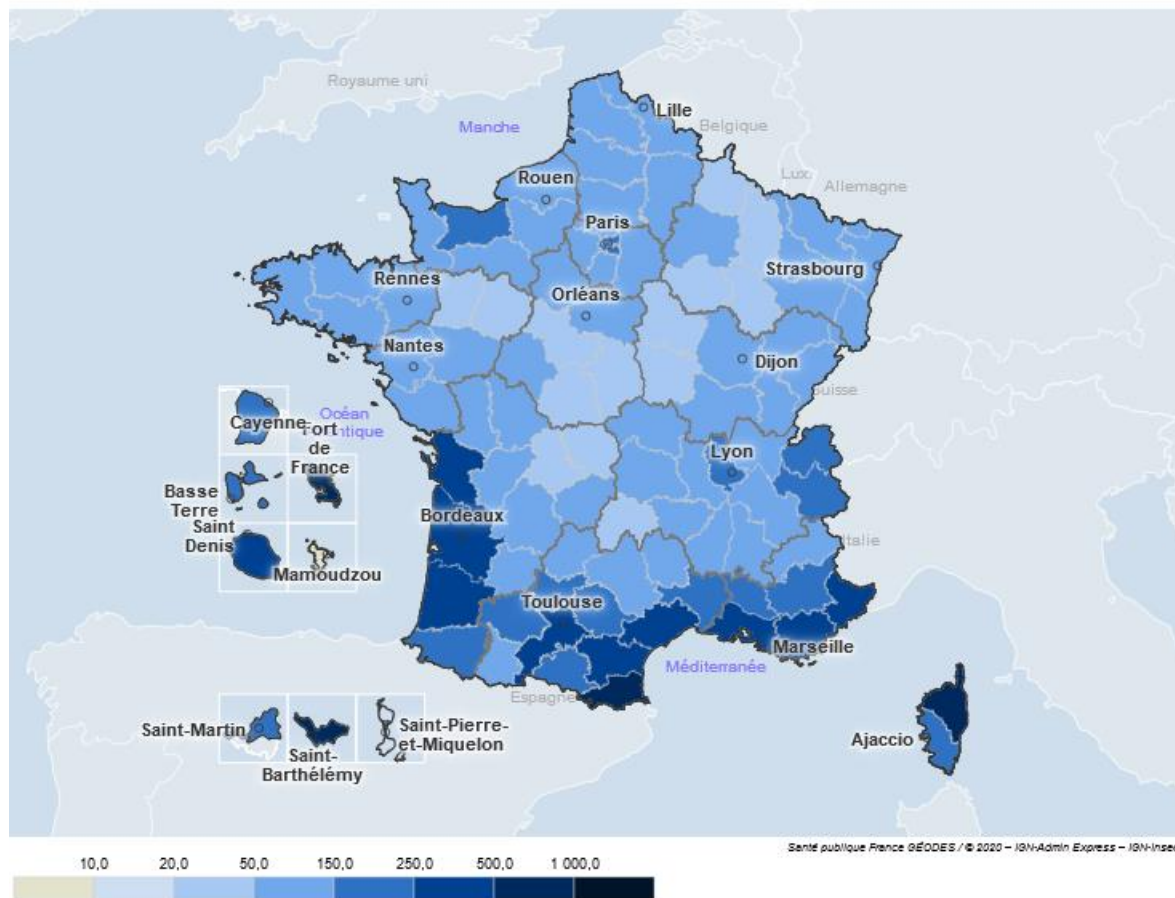 Royaume uni
Lille
Manche
Belgique
Rouen
Lux.
Allemagne
Paris
Strasbourg
Rennes
Orléans
Nantes
Dijon
Suisse
Cayenne
Océan
Fort
de
France
Lyon
Basse
Terre
Bordeaux
Saint
Denis
Italie
Mamoudzou
Toulouse
Marseille
Méditerranée
Espagne
Saint-Martin
Saint-Pierre-
et-Miquelon
Saint-
Barthélémy
Ajaccio
Santé publique France GÉODES / © 2020 – IGN-Admin Express – IGN-Insee
10,0 20,0 50,0 150,0 250,0 500,0 1 000,0